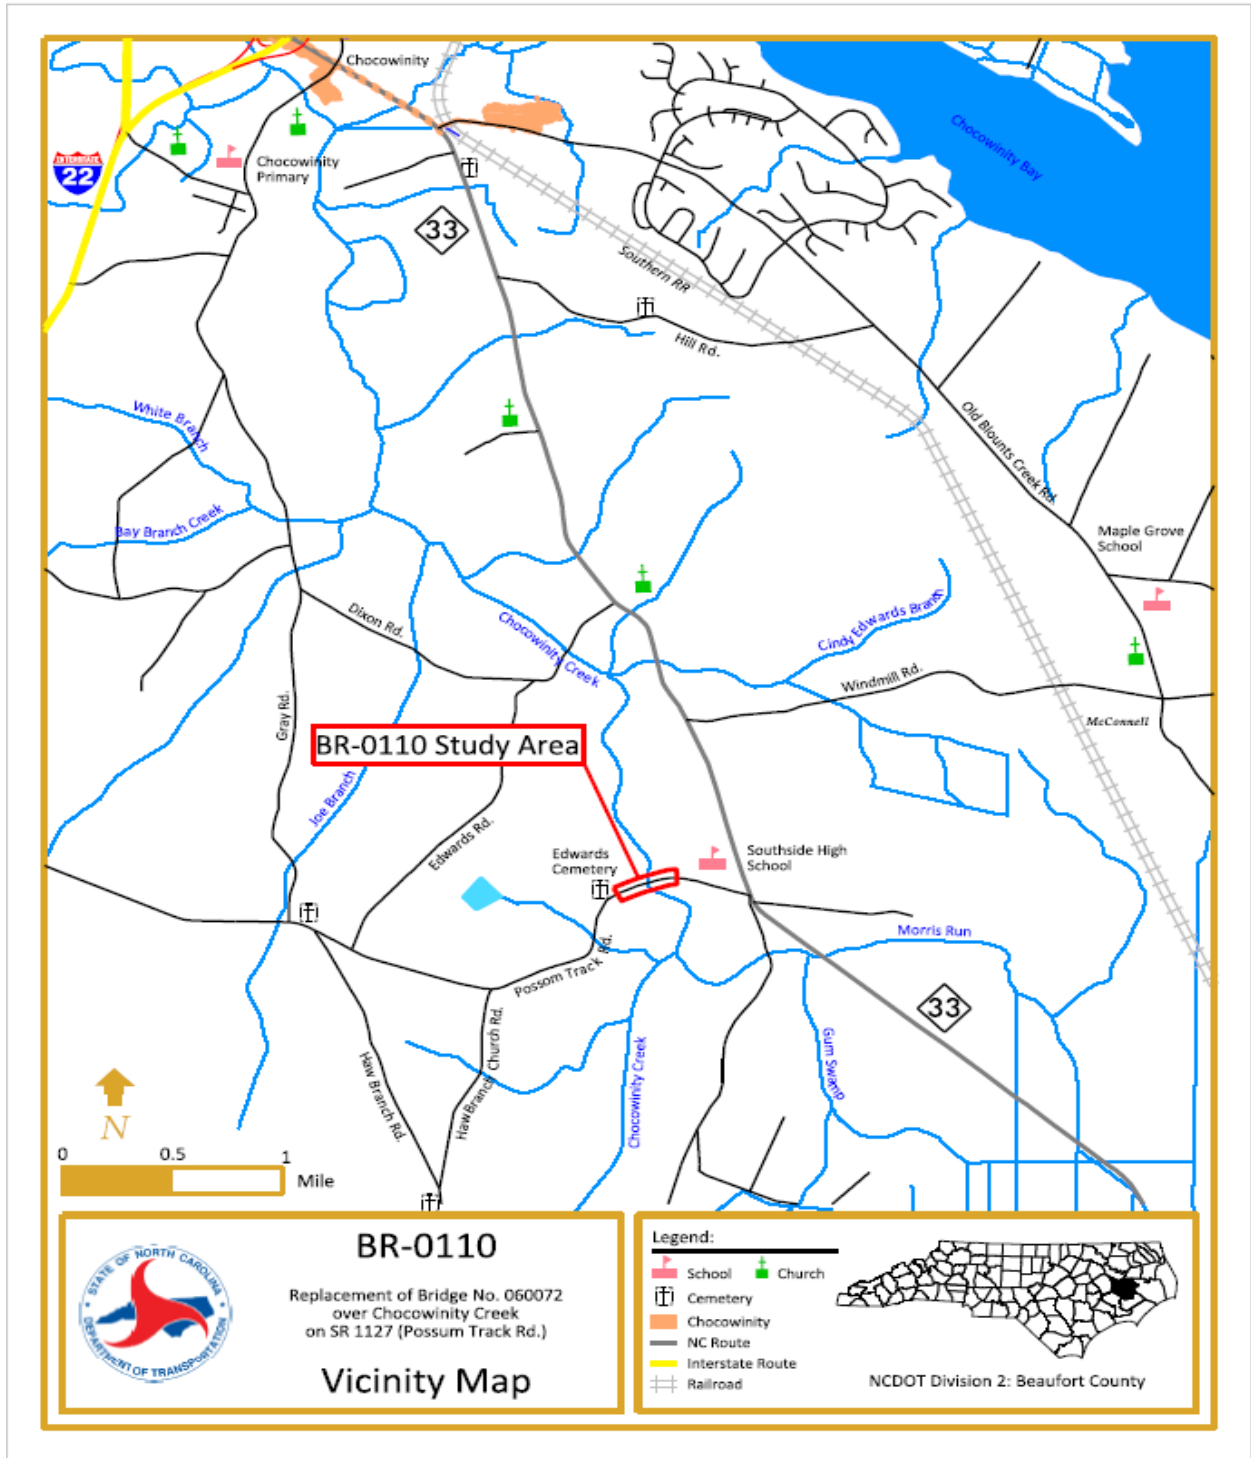 Chocowinity
Chocowinity Bay
INTERSTATE
22
Chocowinity
Primary
33
Southern RR
Hill Rd.
White Branch
Old Blounts Creek Rd.
Bay Branch Creek
Maple Grove
School
Dixon Rd.
Chocowinity Creek
Cindy Edwards Branch
Windmill Rd.
Gray Rd.
McConnell
BR-0110 Study Area
Joe Branch
Edwards Rd.
Edwards
Cemetery
Southside High
School
Morris Run
Possom Track Rd.
33
Haw Branch Rd.
HawBranch Church Rd.
Chocowinity Creek
Gum Swamp
N
0 0.5 1
Mile
BR-0110
Replacement of Bridge No. 060072
over Chocowinity Creek
on SR 1127 (Possum Track Rd.)
Vicinity Map
STATE OF NORTH CAROLINA
DEPARTMENT OF TRANSPORTATION
Legend:
School Church
Cemetery
Chocowinity
NC Route
Interstate Route
Railroad
NCDOT Division 2: Beaufort County